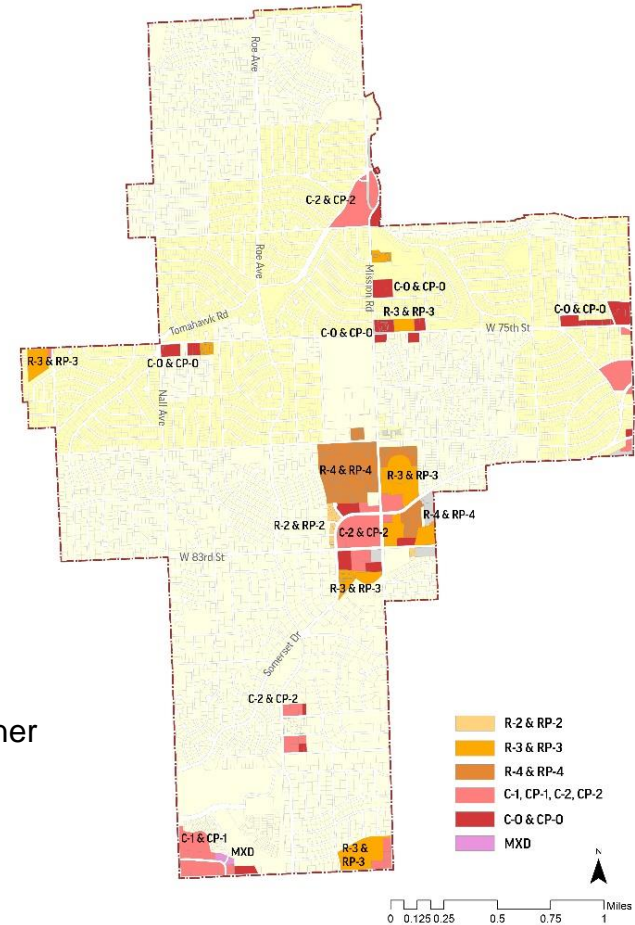 Roe Ave
C-2 & CP-2
Roe Ave
Mission Rd
C-O & CP-O
R-3 & RP-3
C-O & CP-O
C-O & CP-O
W 75th St
Tomahawk Rd
R-3 & RP-3
C-O & CP-O
Nall Ave
R-4 & RP-4
R-3 & RP-3
R-4 & RP-4
R-2 & RP-2
C-2 & CP-2
W 83rd St
R-3 & RP-3
Somerset Dr
C-2 & CP-2
ner
R-2 & RP-2
R-3 & RP-3
R-4 & RP-4
C-1, CP-1, C-2, CP-2
C-O & CP-O
MXD
C-1 & CP-1
MXD
R-3 &
RP-3
N
Miles
0 0.125 0.25 0.5 0.75 1